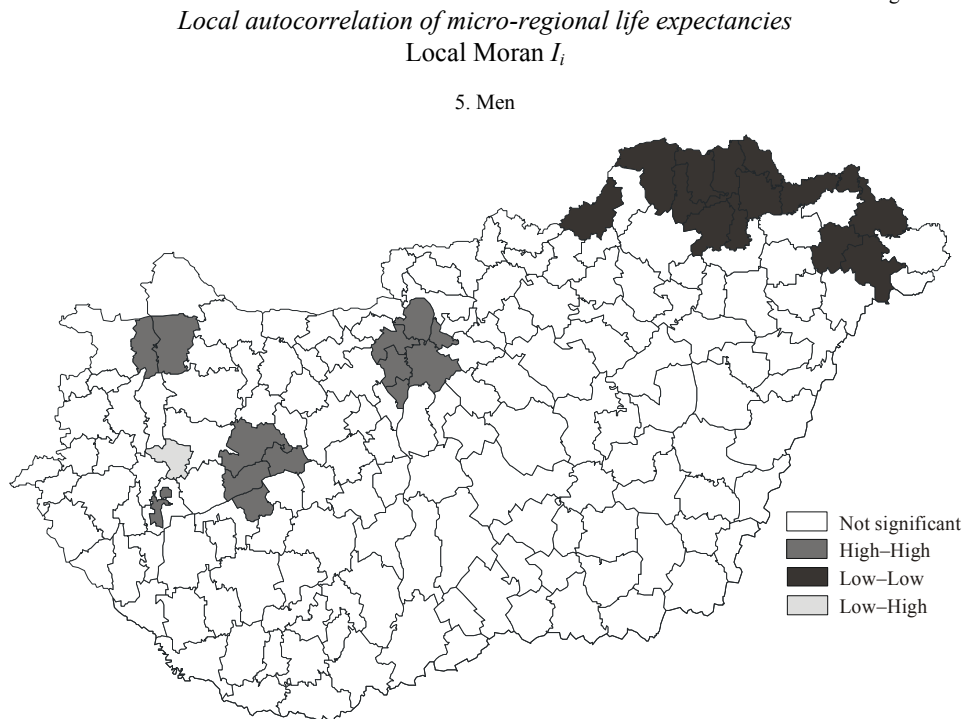 Local autocorrelation of micro-regional life expectancies
Local Moran Ii
5. Men
Not significant
High–High
Low–Low
Low–High